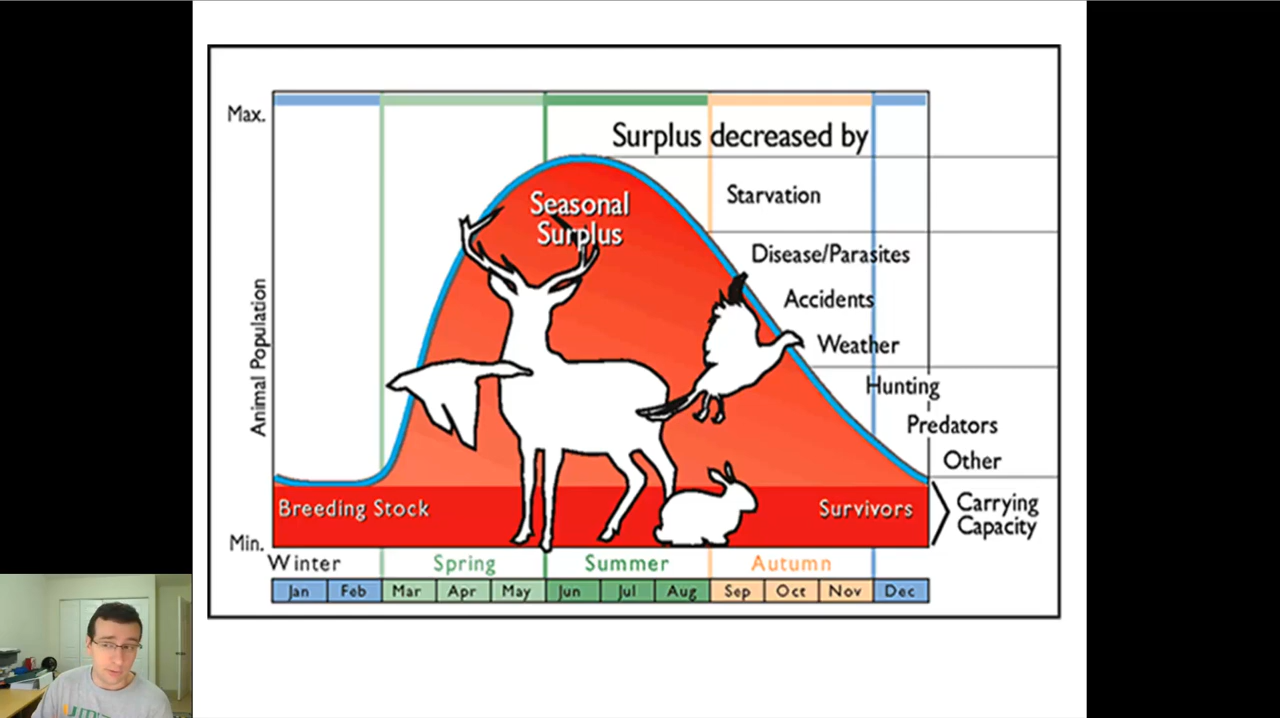 Max.
Surplus decreased by
Starvation
Seasonal
Surplus
Disease/Parasites
Accidents
Weather
Hunting
Predators
Other
Animal Population
Breeding Stock
Survivors
Carrying
Capacity
Min.
Winter Spring Summer Autumn
Jan Feb Mar Apr May Jun Jul Aug Sep Oct Nov Dec